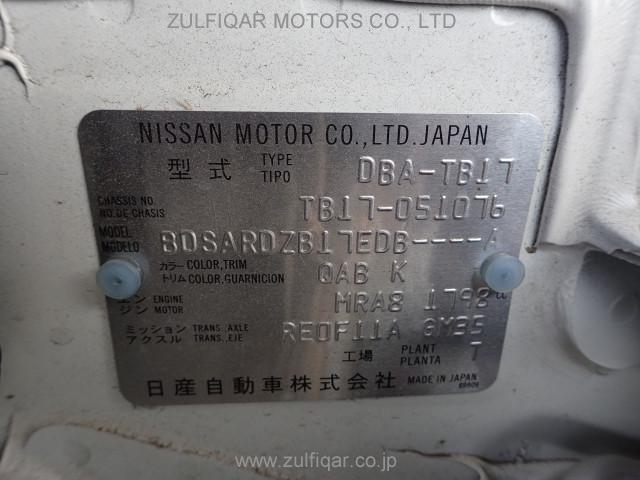 ZULFIQAR MOTORS CO., LTD.
NISSAN MOTOR CO.,LTD.JAPAN
型式 TYPE TIPO DBA-TB17
CHASSIS NO. NO.DE CHASIS TB17-051076
MODEL MODELO BDSARDZB17EDB----A
カラー COLOR,TRIM トリム COLOR,GUARNICION QAB K
エンジン ENGINE MOTOR MRA8 1798cc
ミッション TRANS.,AXLE アクスル TRANS.,EJE RE0F11A GM35
工場 PLANT PLANTA T
日産自動車株式会社 MADE IN JAPAN
www.zulfiqar.co.jp